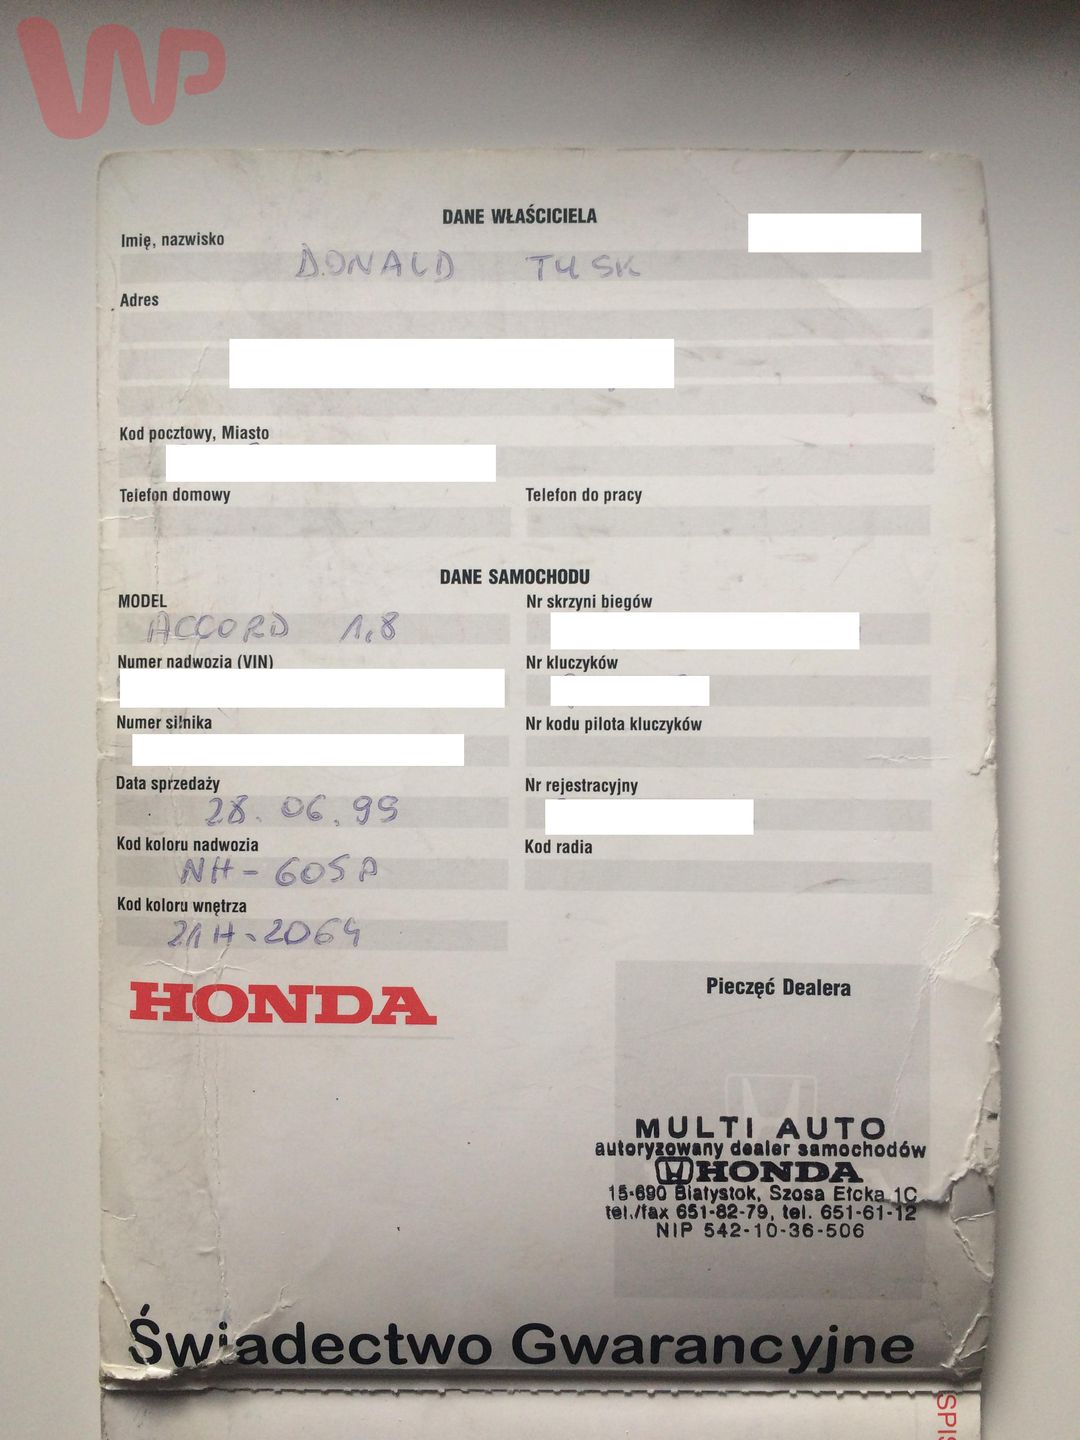 WP
DANE WŁAŚCICIELA
Imię, nazwisko
DONALD TUSK
Adres
Kod pocztowy, Miasto
Telefon domowy Telefon do pracy
DANE SAMOCHODU
MODEL Nr skrzyni biegów
ACCORD 1,8
Numer nadwozia (VIN) Nr kluczyków
Numer silnika Nr kodu pilota kluczyków
Data sprzedaży Nr rejestracyjny
28.06.99
Kod koloru nadwozia Kod radia
NH-605P
Kod koloru wnętrza
21H-2064
HONDA
Pieczęć Dealera
MULTI AUTO
autoryzowany dealer samochodów
HONDA
15-690 Białystok, Szosa Ełcka 1C
tel./fax 651-82-79, tel. 651-61-12
NIP 542-10-36-506
Świadectwo Gwarancyjne
SPIS